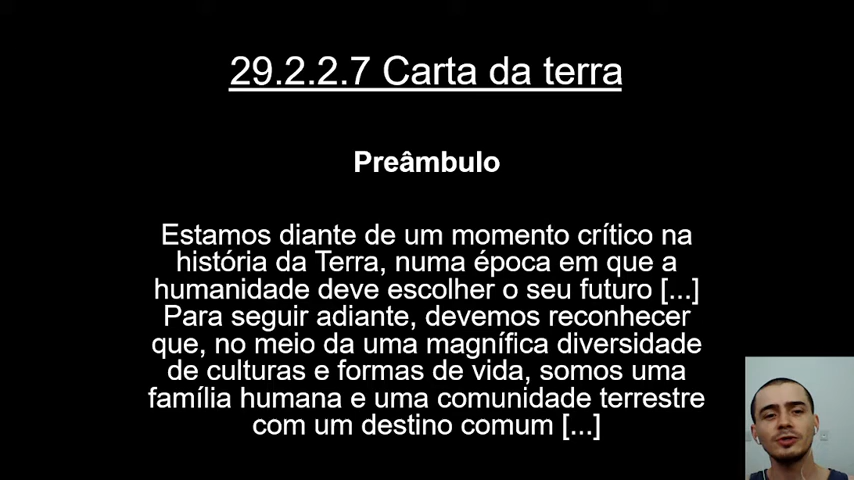 29.2.2.7 Carta da terra
Preâmbulo
Estamos diante de um momento crítico na
história da Terra, numa época em que a
humanidade deve escolher o seu futuro [...]
Para seguir adiante, devemos reconhecer
que, no meio da uma magnífica diversidade
de culturas e formas de vida, somos uma
família humana e uma comunidade terrestre
com um destino comum [...]